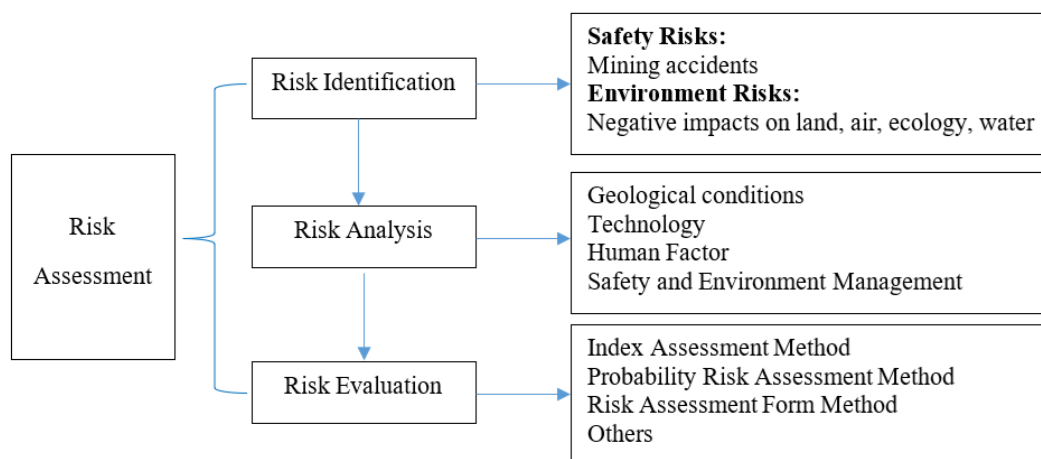 Risk
Assessment
Risk Identification
Safety Risks:
Mining accidents
Environment Risks:
Negative impacts on land, air, ecology, water
Risk Analysis
Geological conditions
Technology
Human Factor
Safety and Environment Management
Risk Evaluation
Index Assessment Method
Probability Risk Assessment Method
Risk Assessment Form Method
Others